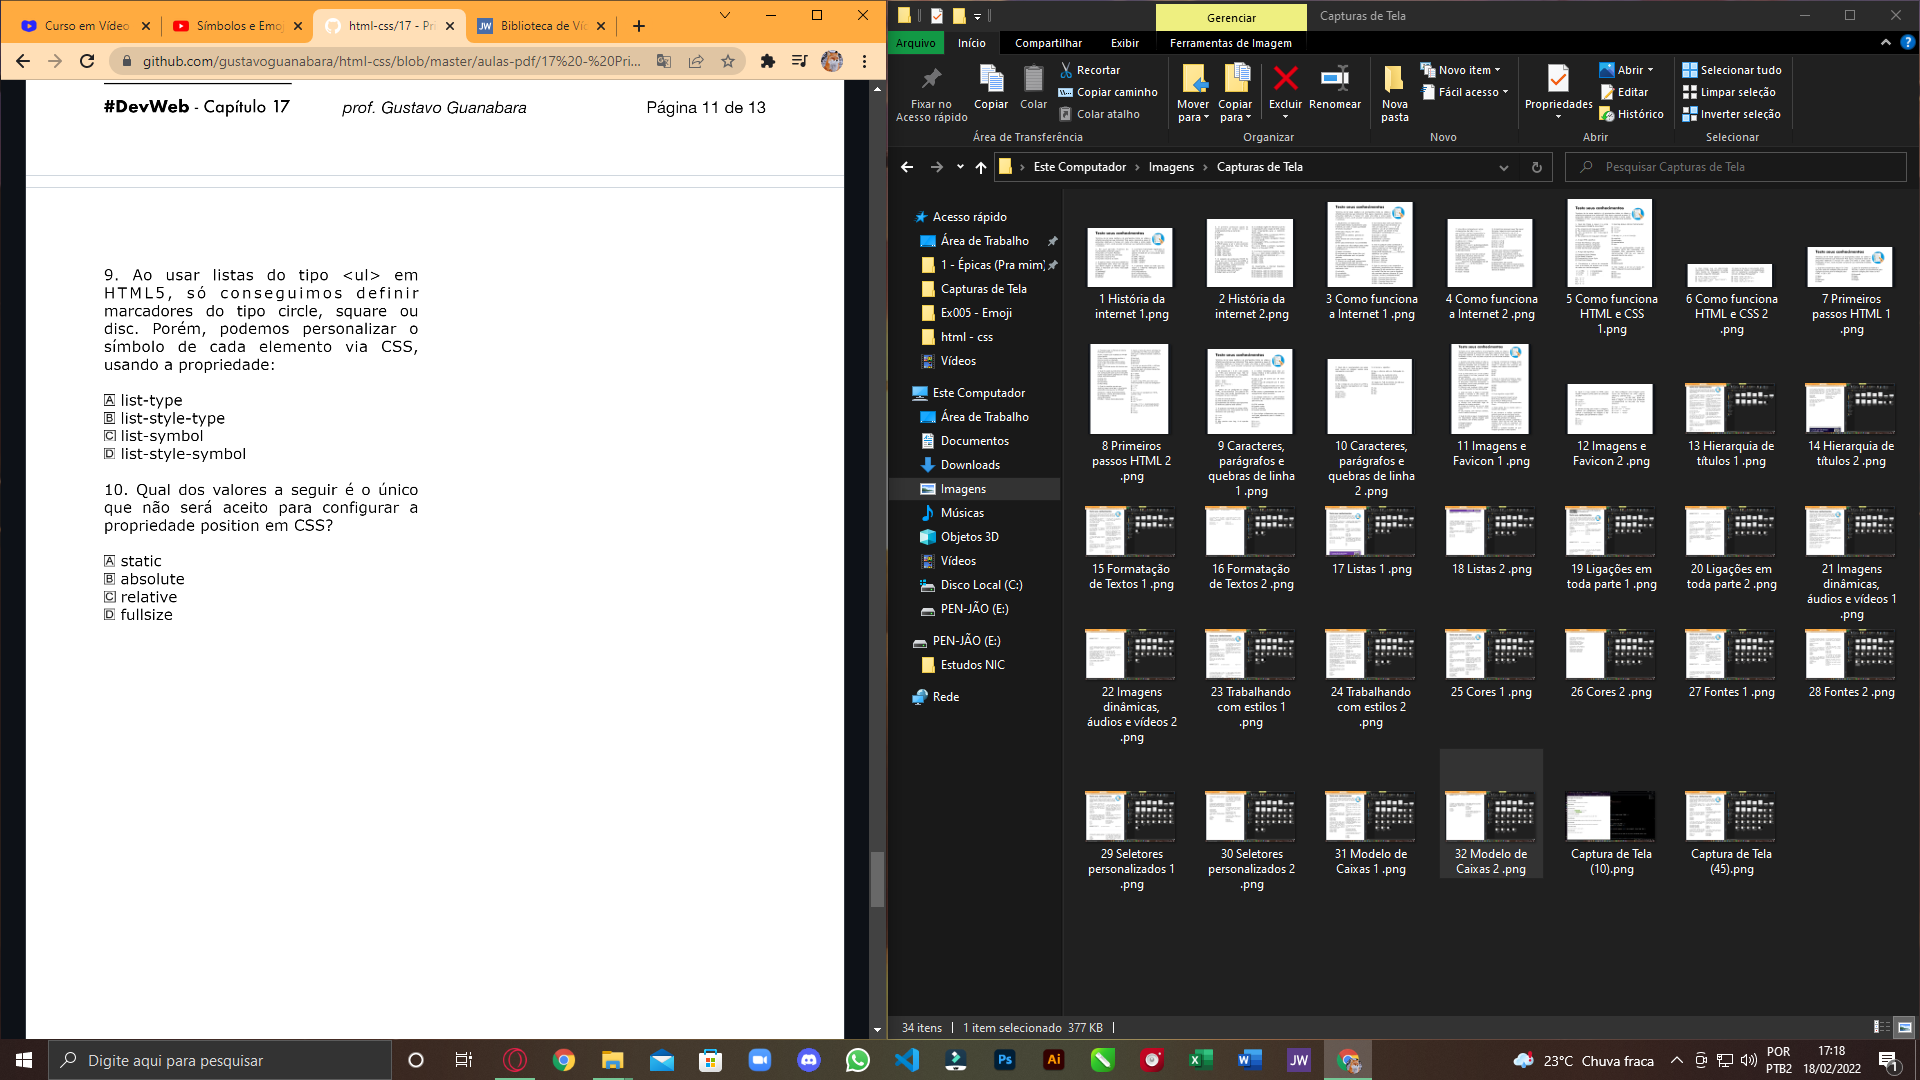 Curso em Vídeo
Símbolos e Emo
html-css/17 - Pr
Biblioteca de Ví
github.com/gustavoguanabara/html-css/blob/master/aulas-pdf/17%20-%20Pri...
#DevWeb - Capítulo 17
prof. Gustavo Guanabara
Página 11 de 13
9. Ao usar listas do tipo <ul> em
HTML5, só conseguimos definir
marcadores do tipo circle, square ou
disc. Porém, podemos personalizar o
símbolo de cada elemento via CSS,
usando a propriedade:
A list-type
B list-style-type
C list-symbol
D list-style-symbol
10. Qual dos valores a seguir é o único
que não será aceito para configurar a
propriedade position em CSS?
A static
B absolute
C relative
D fullsize
Gerenciar
Capturas de Tela
Arquivo
Início
Compartilhar
Exibir
Ferramentas de Imagem
Fixar no
Acesso rápido
Copiar
Colar
Recortar
Copiar caminho
Colar atalho
Área de Transferência
Mover
para
Copiar
para
Excluir
Renomear
Organizar
Nova
pasta
Novo item
Fácil acesso
Novo
Propriedades
Abrir
Editar
Histórico
Abrir
Selecionar tudo
Limpar seleção
Inverter seleção
Selecionar
Este Computador
Imagens
Capturas de Tela
Pesquisar Capturas de Tela
Acesso rápido
Área de Trabalho
1 - Épicas (Pra mim)
Capturas de Tela
Ex005 - Emoji
html - css
Vídeos
Este Computador
Área de Trabalho
Documentos
Downloads
Imagens
Músicas
Objetos 3D
Vídeos
Disco Local (C:)
PEN-JÃO (E:)
PEN-JÃO (E:)
Estudos NIC
Rede
1 História da
internet 1.png
2 História da
internet 2.png
3 Como funciona
a Internet 1 .png
4 Como funciona
a Internet 2 .png
5 Como funciona
HTML e CSS
1.png
6 Como funciona
HTML e CSS 2
.png
7 Primeiros
passos HTML 1
.png
8 Primeiros
passos HTML 2
.png
9 Caracteres,
parágrafos e
quebras de linha
1 .png
10 Caracteres,
parágrafos e
quebras de linha
2 .png
11 Imagens e
Favicon 1 .png
12 Imagens e
Favicon 2 .png
13 Hierarquia de
títulos 1 .png
14 Hierarquia de
títulos 2 .png
15 Formatação
de Textos 1 .png
16 Formatação
de Textos 2 .png
17 Listas 1 .png
18 Listas 2 .png
19 Ligações em
toda parte 1 .png
20 Ligações em
toda parte 2 .png
21 Imagens
dinâmicas,
áudios e vídeos 1
.png
22 Imagens
dinâmicas,
áudios e vídeos 2
.png
23 Trabalhando
com estilos 1
.png
24 Trabalhando
com estilos 2
.png
25 Cores 1 .png
26 Cores 2 .png
27 Fontes 1 .png
28 Fontes 2 .png
29 Seletores
personalizados 1
.png
30 Seletores
personalizados 2
.png
31 Modelo de
Caixas 1 .png
32 Modelo de
Caixas 2 .png
Captura de Tela
(10).png
Captura de Tela
(45).png
34 itens
1 item selecionado 377 KB
Digite aqui para pesquisar
23°C Chuva fraca
POR
PTB2
17:18
18/02/2022